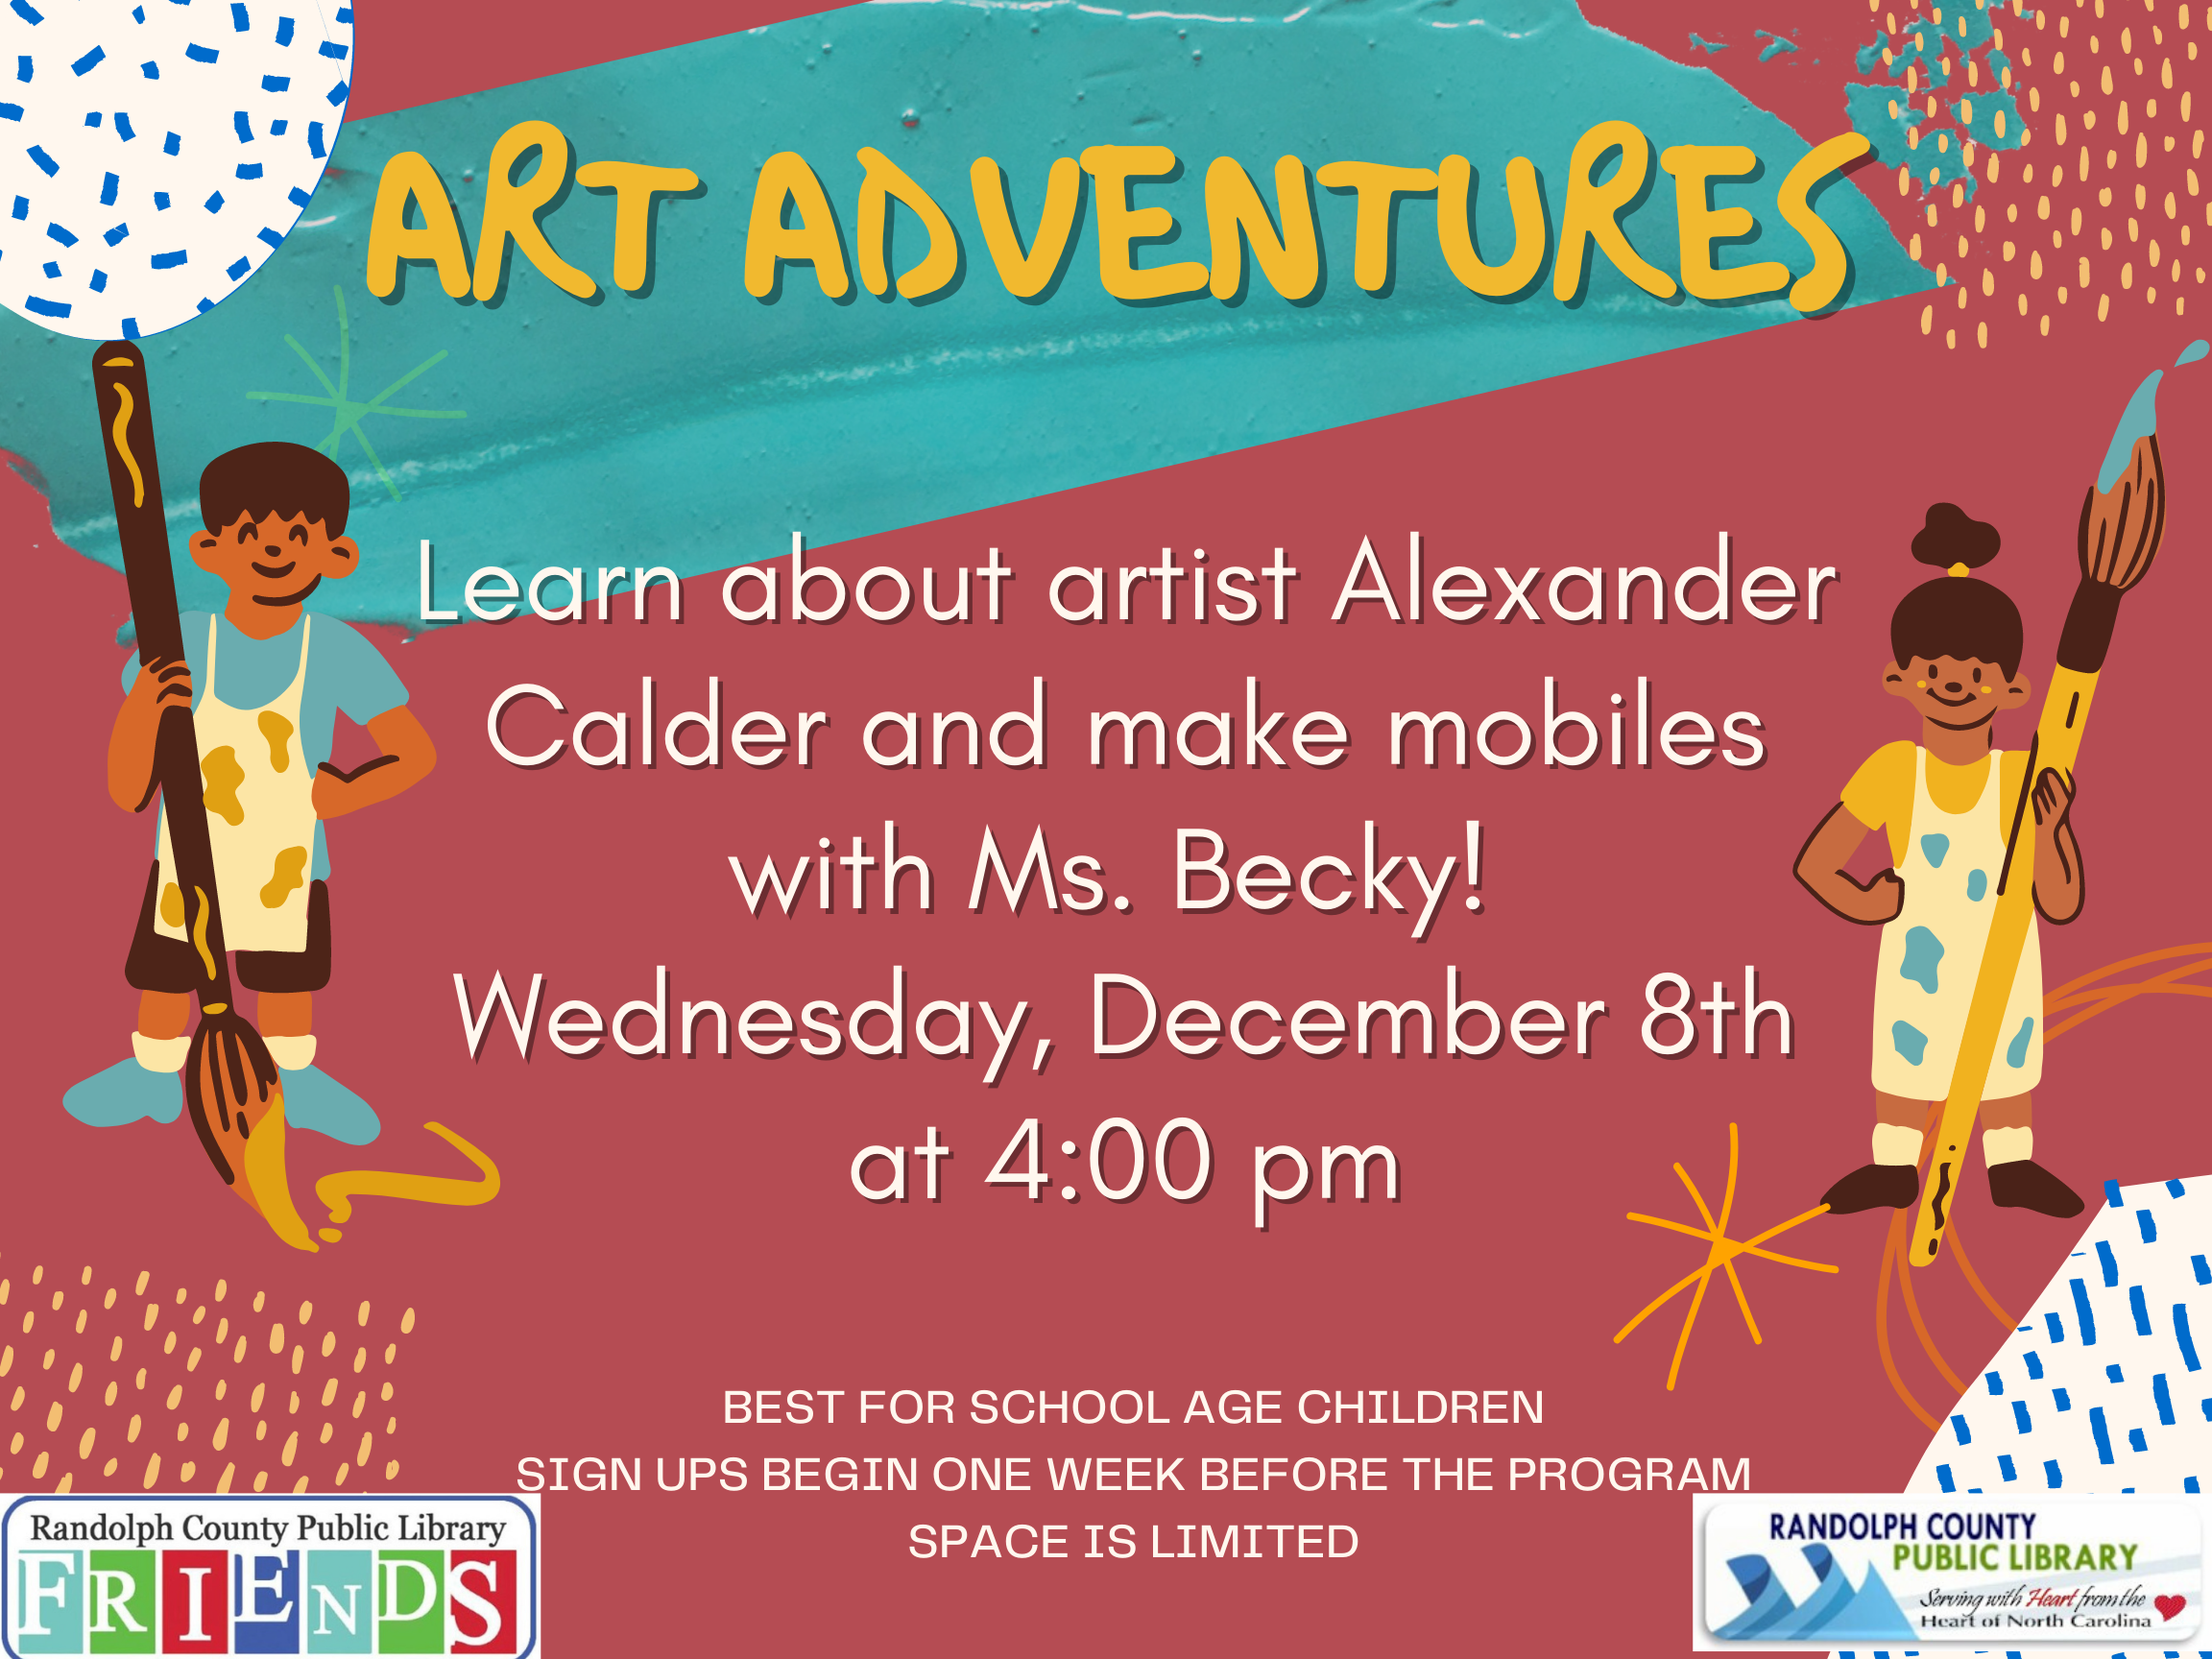 ART ADVENTURES
Learn about artist Alexander
Calder and make mobiles
with Ms. Becky!
Wednesday, December 8th
at 4:00 pm
BEST FOR SCHOOL AGE CHILDREN
SIGN UPS BEGIN ONE WEEK BEFORE THE PROGRAM
SPACE IS LIMITED
Randolph County Public Library
FRIENDS
RANDOLPH COUNTY
PUBLIC LIBRARY
Serving with Heart from the
Heart of North Carolina